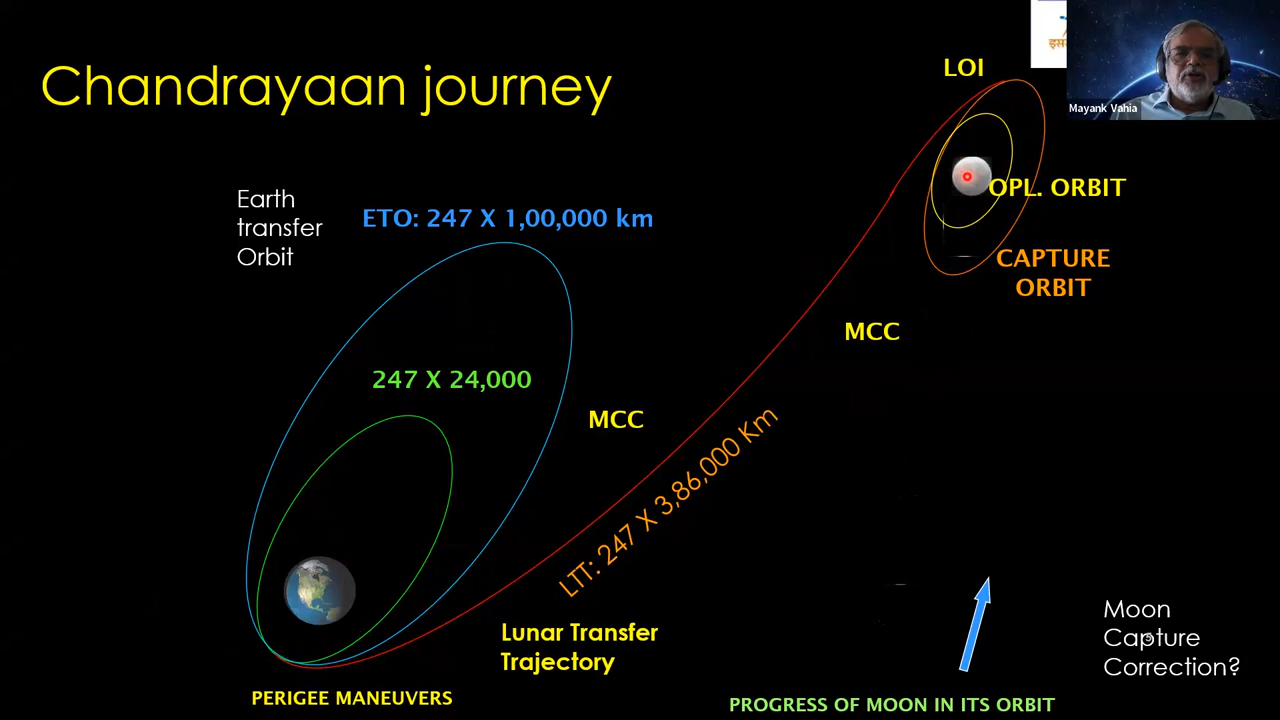 Chandrayaan journey
LOI
इस
Mayank Vahia
Earth
transfer
Orbit
ETO: 247 X 1,00,000 km
OPL. ORBIT
CAPTURE
ORBIT
MCC
247 X 24,000
MCC
LTT: 247 X 3,86,000 Km
Lunar Transfer
Trajectory
Moon
Capture
Correction?
PERIGEE MANEUVERS
PROGRESS OF MOON IN ITS ORBIT